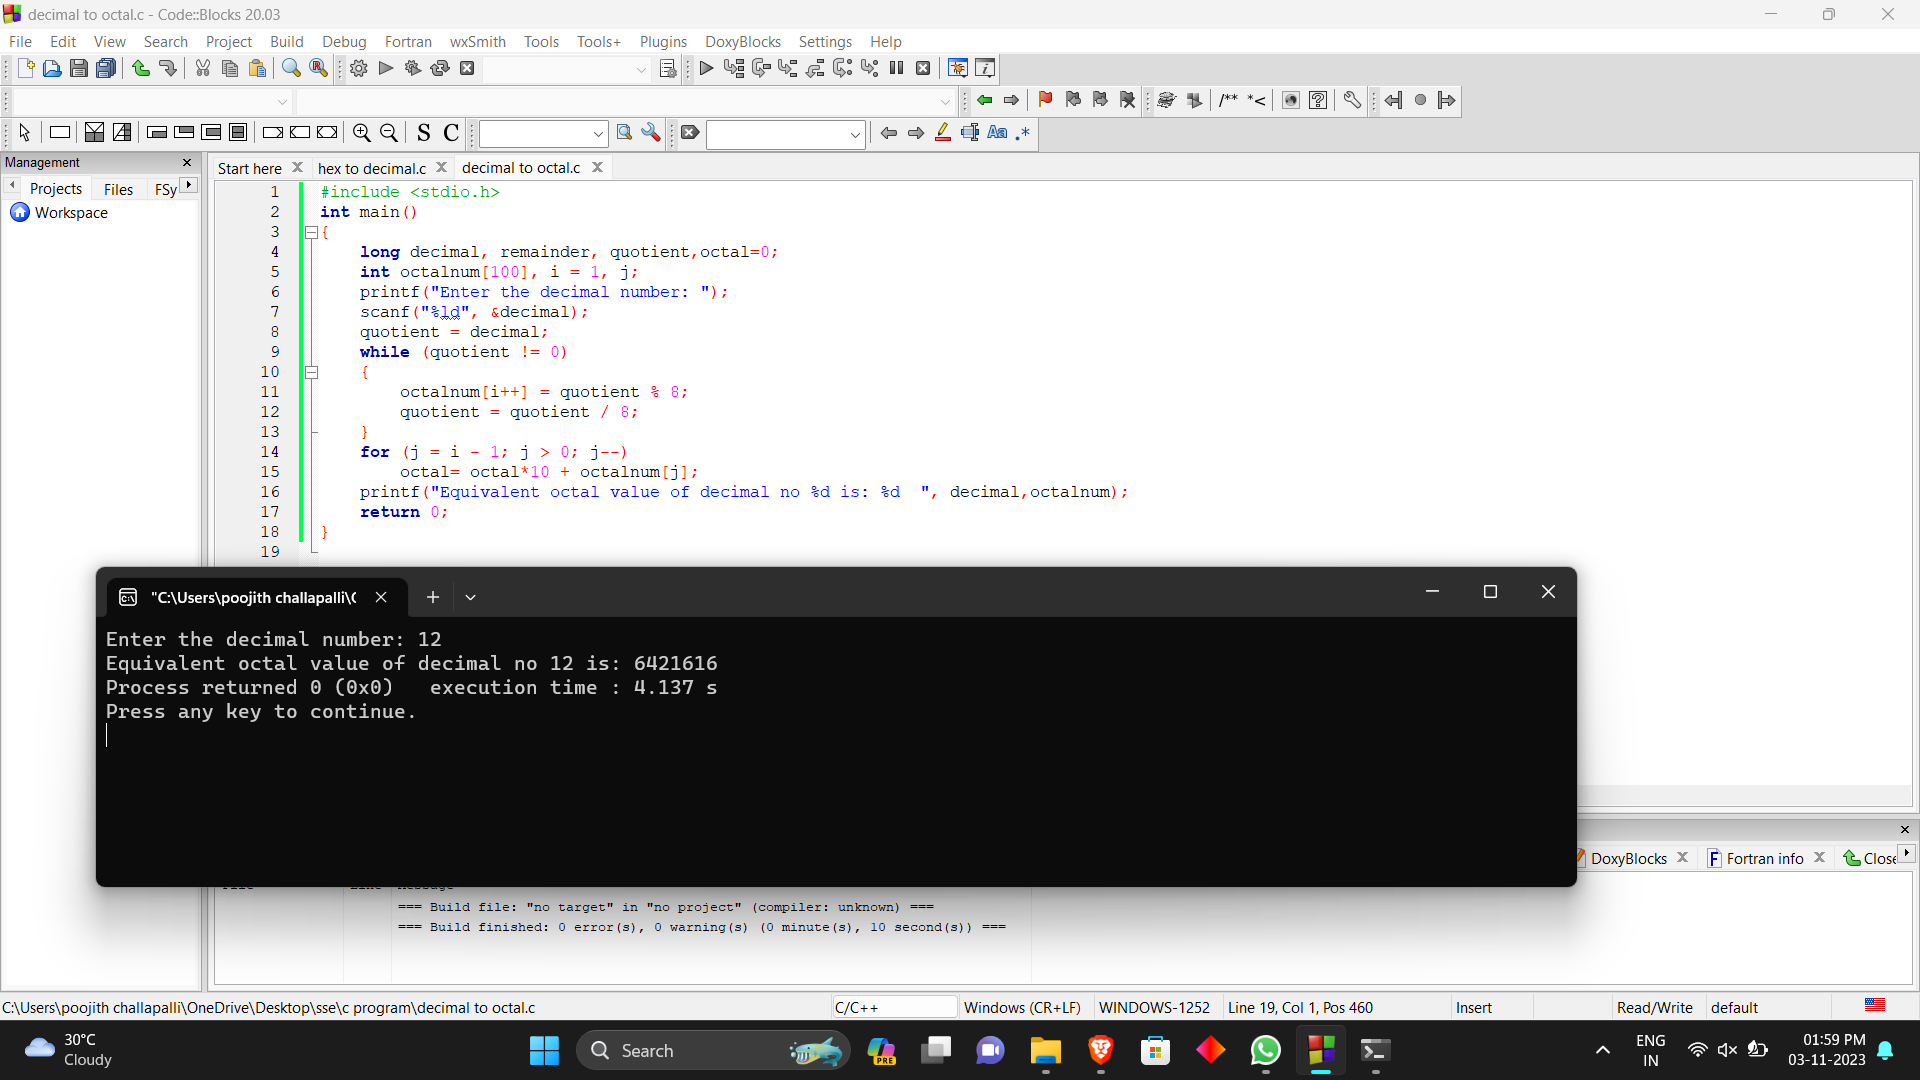 decimal to octal.c - Code::Blocks 20.03
File Edit View Search Project Build Debug Fortran wxSmith Tools Tools+ Plugins DoxyBlocks Settings Help
/** *<
S C
Aa .*
Management
Projects Files FSy
Workspace
Start here hex to decimal.c decimal to octal.c
1 #include <stdio.h>
2 int main()
3 {
4 long decimal, remainder, quotient,octal=0;
5 int octalnum[100], i = 1, j;
6 printf("Enter the decimal number: ");
7 scanf("%ld", &decimal);
8 quotient = decimal;
9 while (quotient != 0)
10 {
11 octalnum[i++] = quotient % 8;
12 quotient = quotient / 8;
13 }
14 for (j = i - 1; j > 0; j--)
15 octal= octal*10 + octalnum[j];
16 printf("Equivalent octal value of decimal no %d is: %d  ", decimal,octalnum);
17 return 0;
18 }
19
"C:\Users\poojith challapalli\
Enter the decimal number: 12
Equivalent octal value of decimal no 12 is: 6421616
Process returned 0 (0x0)   execution time : 4.137 s
Press any key to continue.
DoxyBlocks Fortran info Close
=== Build file: "no target" in "no project" (compiler: unknown) ===
=== Build finished: 0 error(s), 0 warning(s) (0 minute(s), 10 second(s)) ===
C:\Users\poojith challapalli\OneDrive\Desktop\sse\c program\decimal to octal.c C/C++ Windows (CR+LF) WINDOWS-1252 Line 19, Col 1, Pos 460 Insert Read/Write default
30°C
Cloudy
Search
PRE
ENG
IN
01:59 PM
03-11-2023